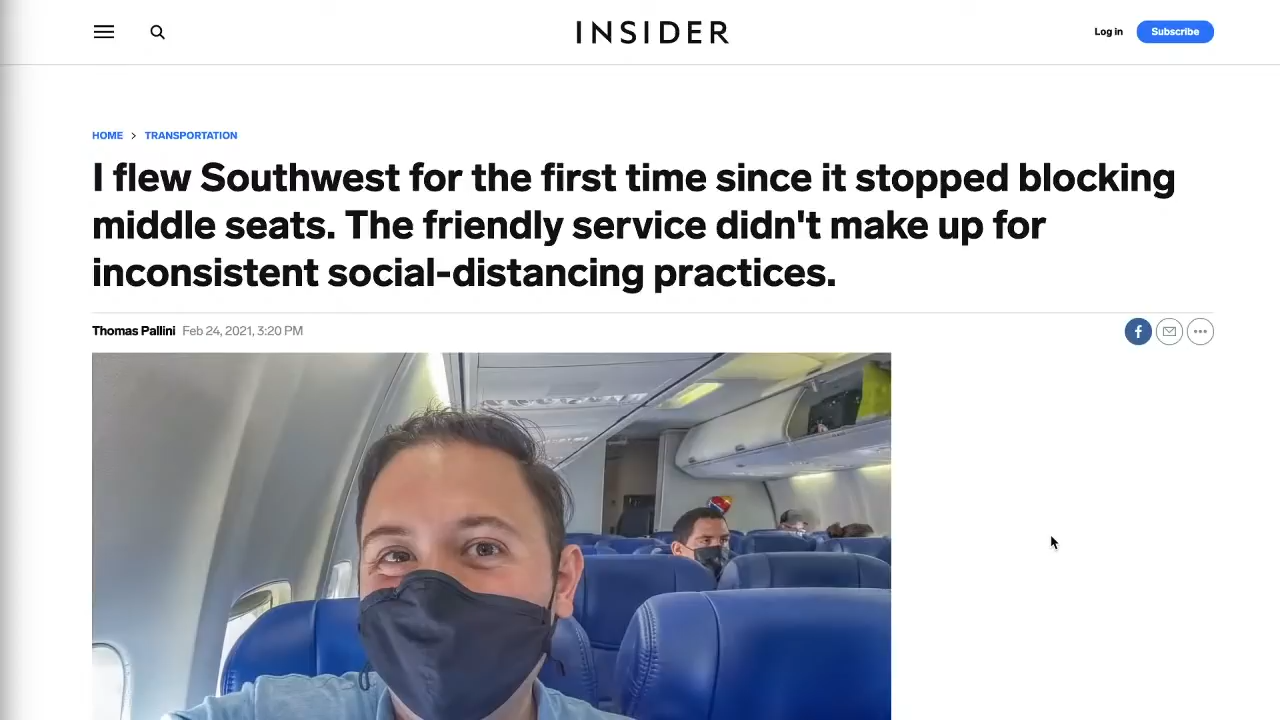 INSIDER
Log in
Subscribe
HOME > TRANSPORTATION
I flew Southwest for the first time since it stopped blocking
middle seats. The friendly service didn't make up for
inconsistent social-distancing practices.
Thomas Pallini Feb 24, 2021, 3:20 PM
f